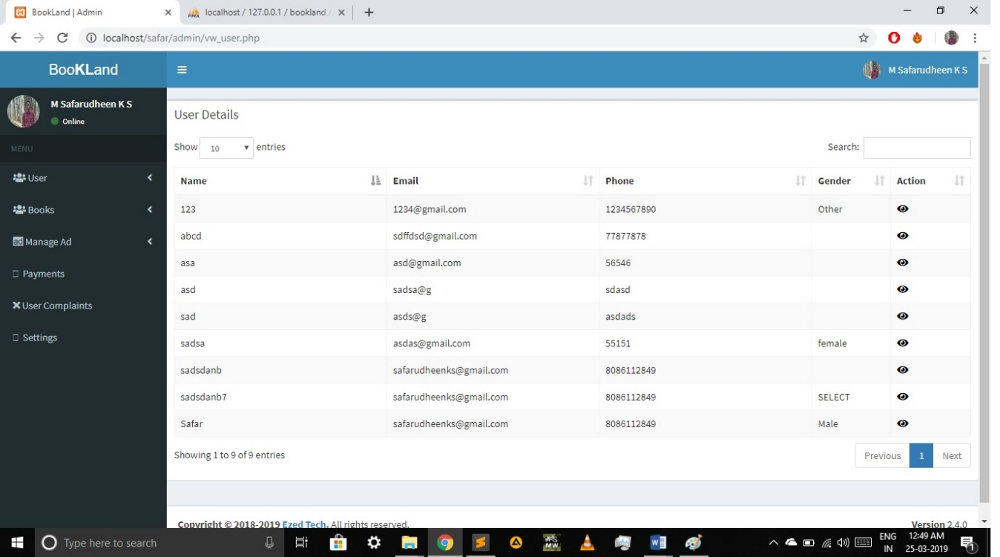 BookLand | Admin
localhost / 127.0.0.1 / bookland /
localhost/safar/admin/vw_user.php
BooKLand
M Safarudheen K S
M Safarudheen K S
Online
MENU
User
Books
ad Manage Ad
Payments
User Complaints
Settings
User Details
Show 10 entries
Search:
Name Email Phone Gender Action
123 1234@gmail.com 1234567890 Other
abcd sdffdsd@gmail.com 77877878
asa asd@gmail.com 56546
asd sadsa@g sdasd
sad asds@g asdads
sadsa asdas@gmail.com 55151 female
sadsdanb safarudheenks@gmail.com 8086112849
sadsdanb7 safarudheenks@gmail.com 8086112849 SELECT
Safar safarudheenks@gmail.com 8086112849 Male
Showing 1 to 9 of 9 entries
Previous 1 Next
Copyright © 2018-2019 Ezed Tech. All rights reserved.
Version 2.4.0
Type here to search
ENG
IN
12:49 AM
25-03-2019
1